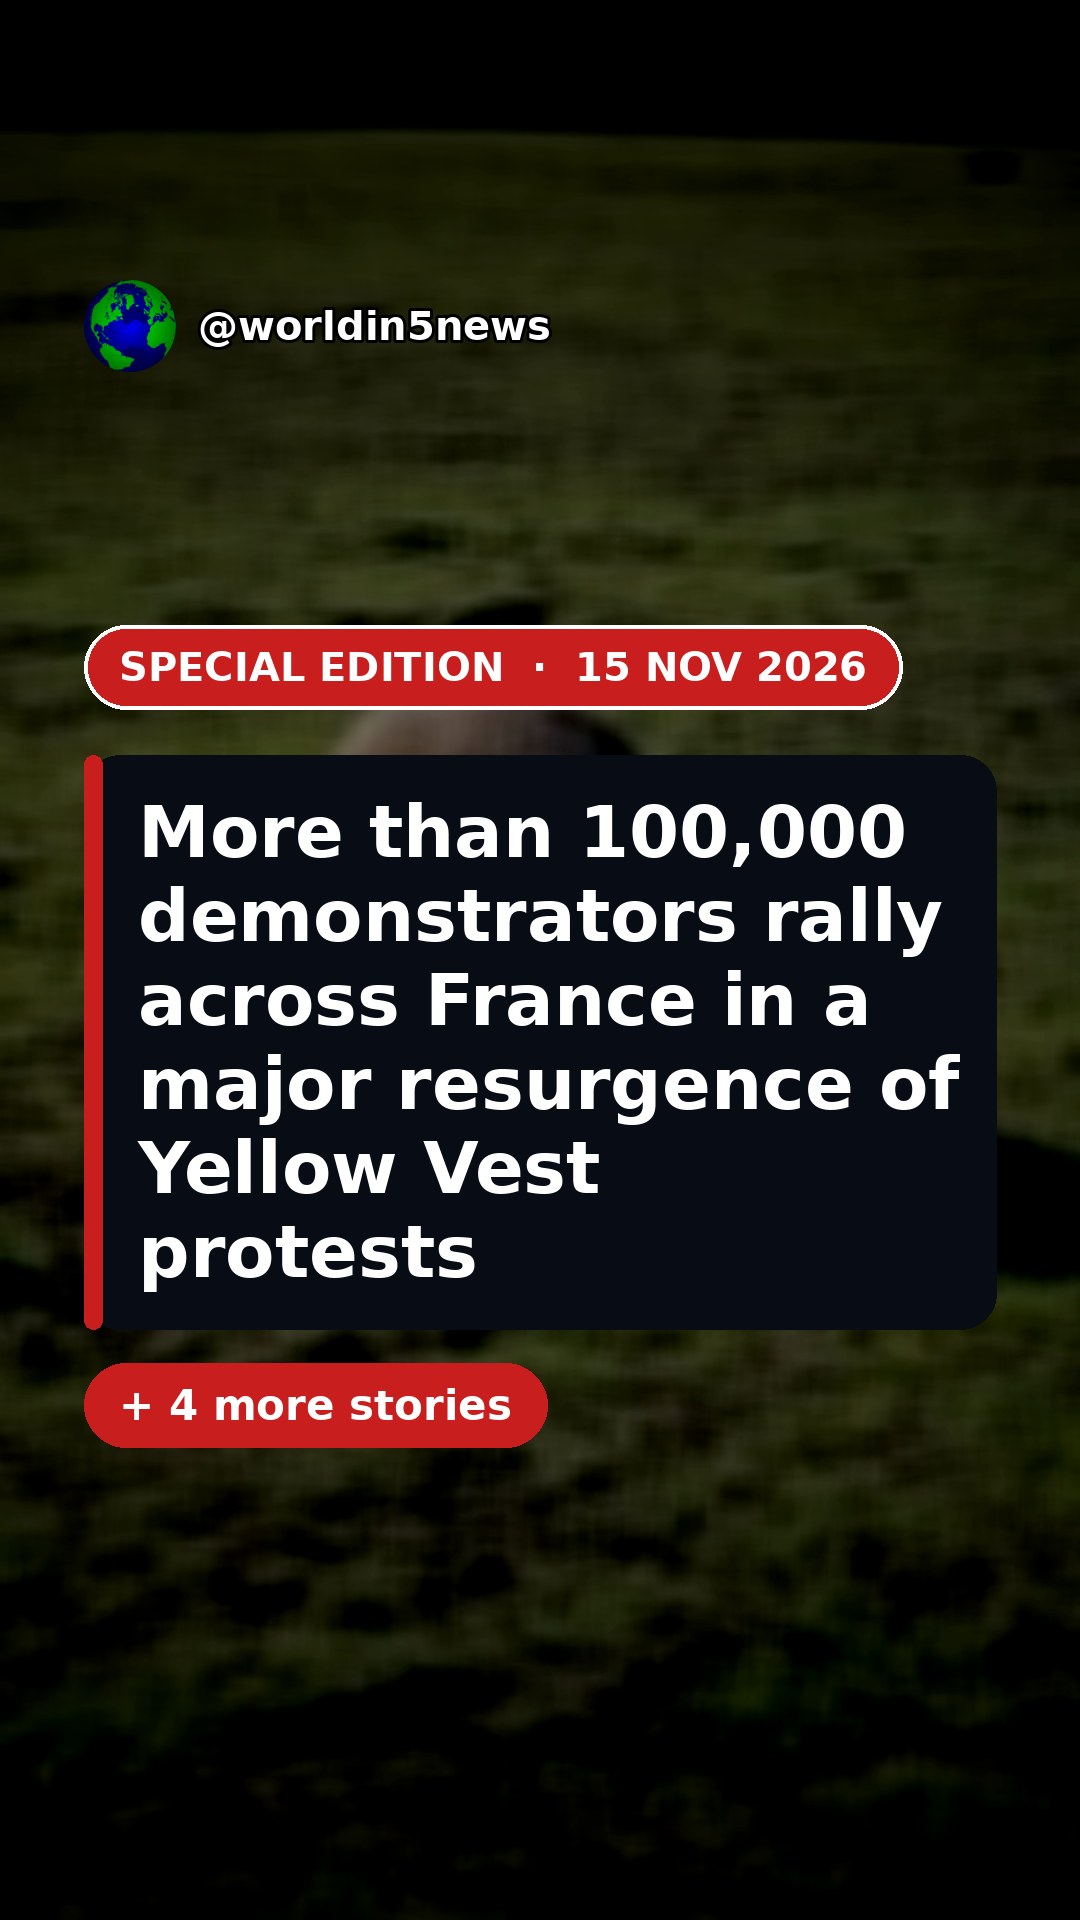 @worldin5news
SPECIAL EDITION · 15 NOV 2026
More than 100,000
demonstrators rally
across France in a
major resurgence of
Yellow Vest
protests
+ 4 more stories